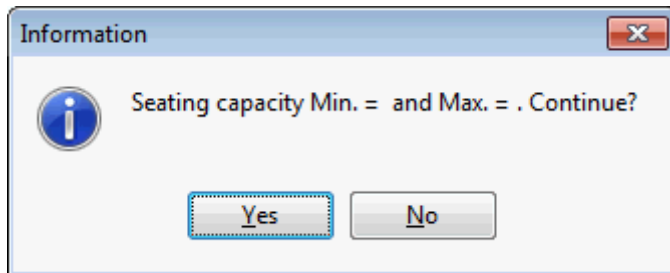 Information
Seating capacity Min. =  and Max. = . Continue?
Yes
No